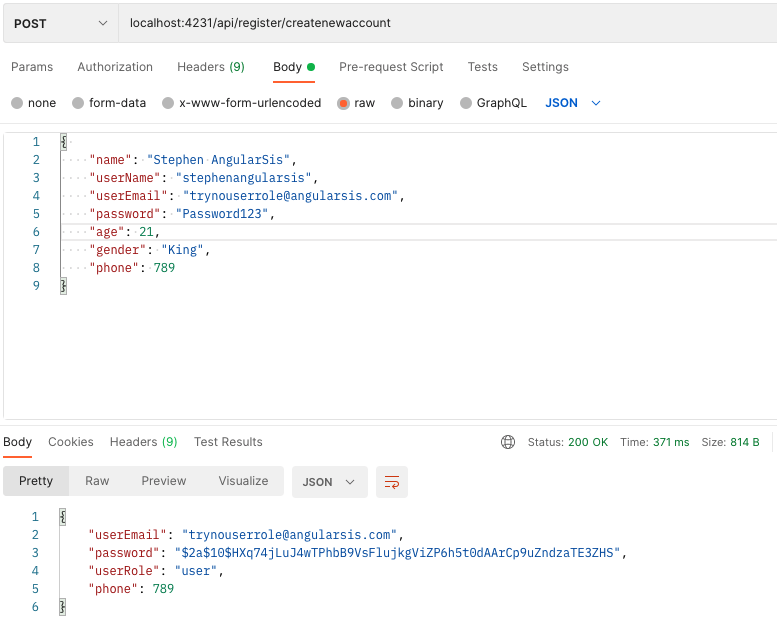 POST localhost:4231/api/register/createnewaccount
Params Authorization Headers (9) Body Pre-request Script Tests Settings
none form-data x-www-form-urlencoded raw binary GraphQL JSON
1 {
2 "name": "Stephen AngularSis",
3 "userName": "stephenangularsis",
4 "userEmail": "trynouserrole@angularsis.com",
5 "password": "Password123",
6 "age": 21,
7 "gender": "King",
8 "phone": 789
9 }
Body Cookies Headers (9) Test Results Status: 200 OK Time: 371 ms Size: 814 B
Pretty Raw Preview Visualize JSON
1 {
2 "userEmail": "trynouserrole@angularsis.com",
3 "password": "$2a$10$HXq74jLuJ4wTPhbB9VsFlujkgViZP6h5t0dAArCp9uZndzaTE3ZHS",
4 "userRole": "user",
5 "phone": 789
6 }